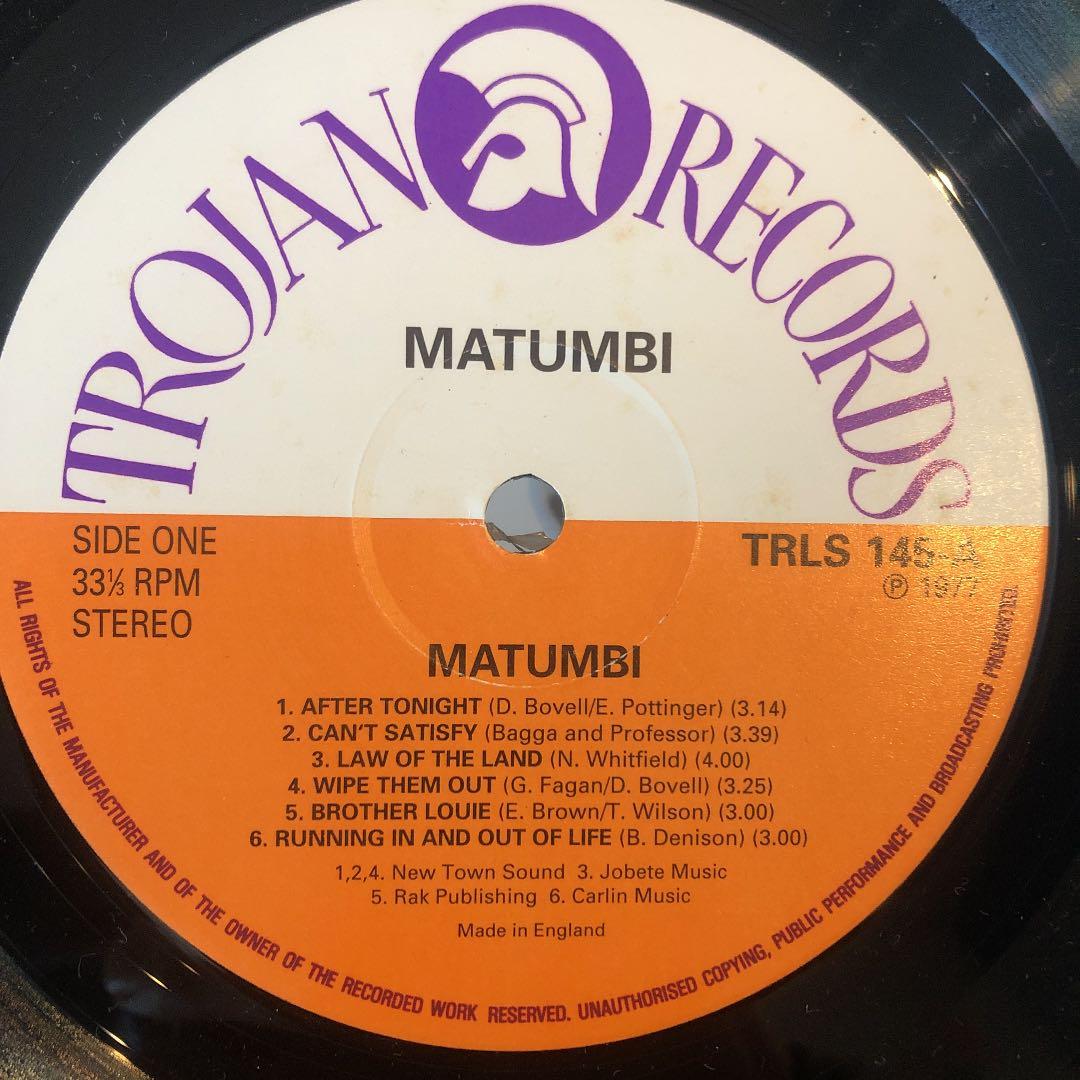 TROJAN RECORDS
MATUMBI
SIDE ONE
33⅓ RPM
STEREO
TRLS 145-A
Ⓟ 1977
MATUMBI
1. AFTER TONIGHT (D. Bovell/E. Pottinger) (3.14)
2. CAN'T SATISFY (Bagga and Professor) (3.39)
3. LAW OF THE LAND (N. Whitfield) (4.00)
4. WIPE THEM OUT (G. Fagan/D. Bovell) (3.25)
5. BROTHER LOUIE (E. Brown/T. Wilson) (3.00)
6. RUNNING IN AND OUT OF LIFE (B. Denison) (3.00)
1,2,4. New Town Sound 3. Jobete Music
5. Rak Publishing 6. Carlin Music
Made in England
ALL RIGHTS OF THE MANUFACTURER AND OF THE OWNER OF THE RECORDED WORK RESERVED. UNAUTHORISED COPYING, PUBLIC PERFORMANCE AND BROADCASTING PROHIBITED